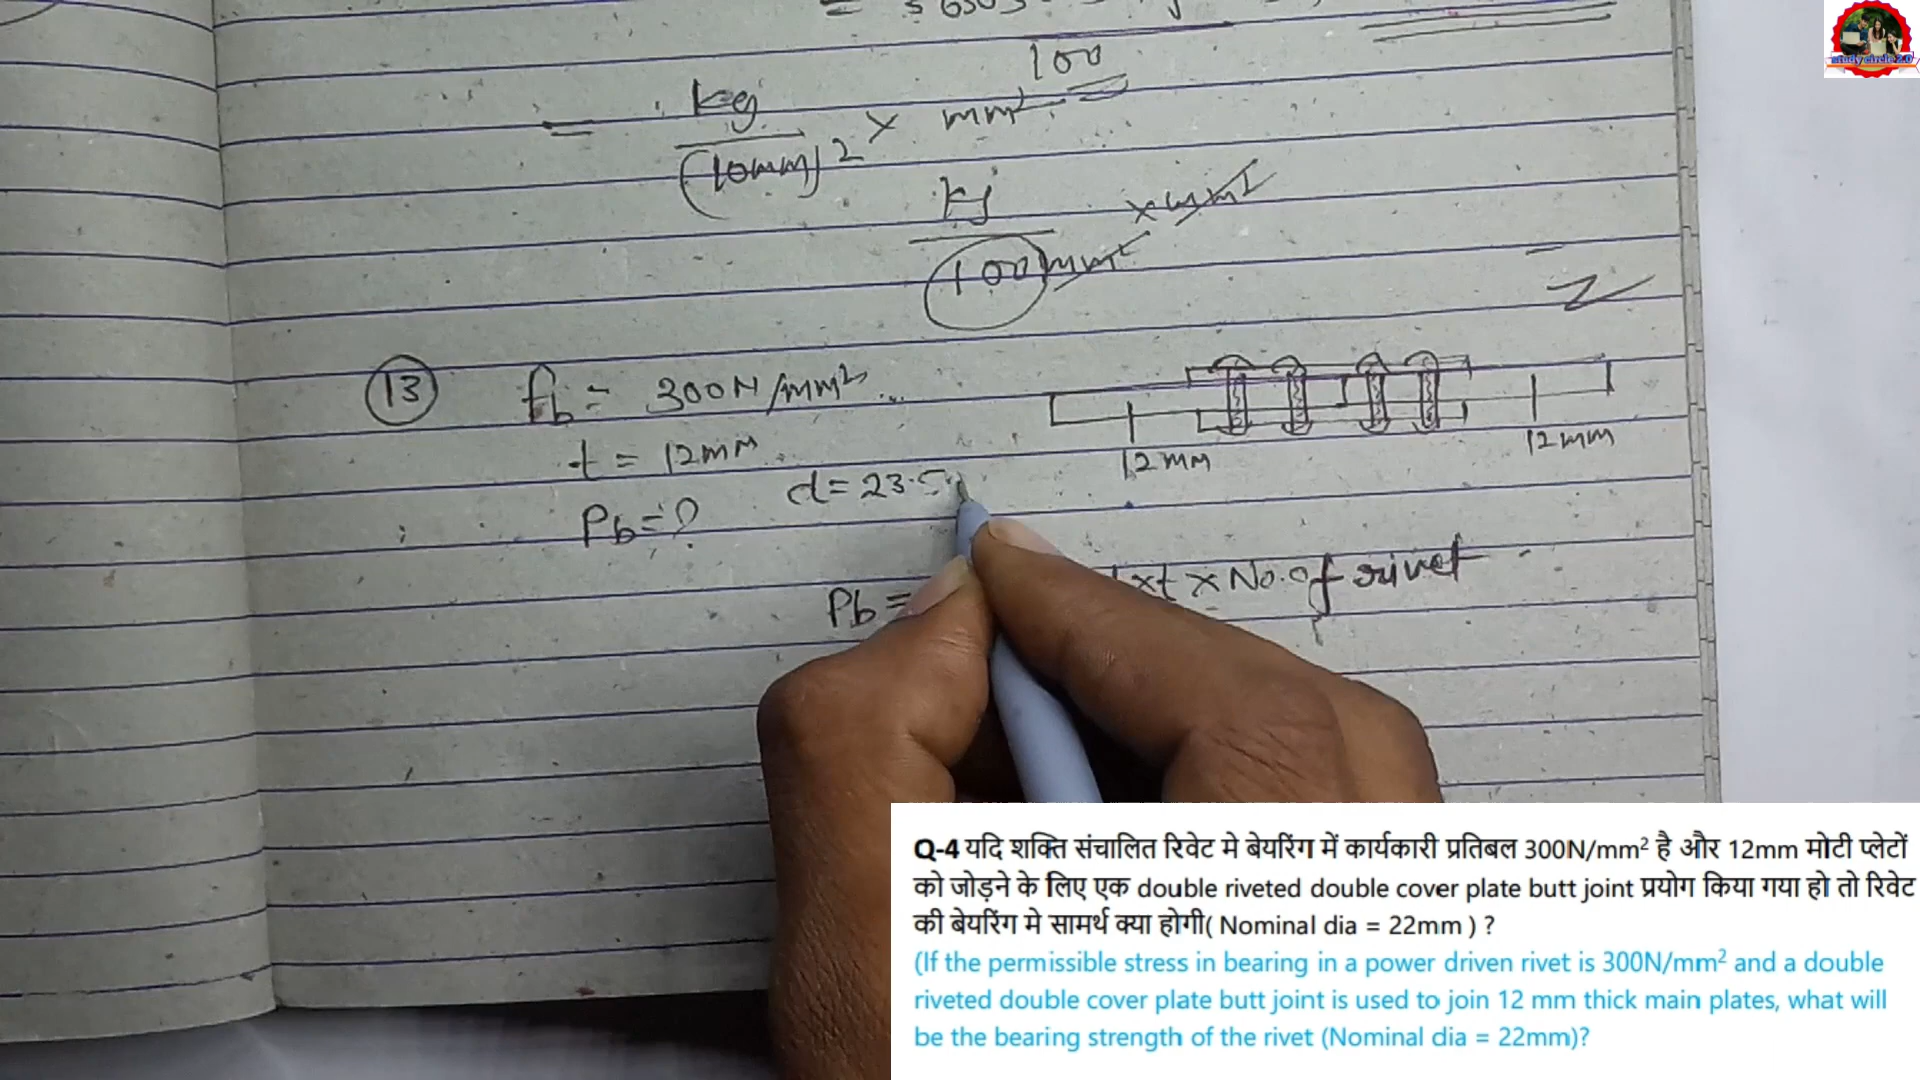 = kg/(10mm)² × mm² 100
kg/100mm² × mm²
13 fb = 300N/mm²
t = 12mm
12mm 12mm
d = 23.5
Pb = ?
Pb = ×t × No. of rivet
study circle 2.0
Q-4 यदि शक्ति संचालित रिवेट मे बेयरिंग में कार्यकारी प्रतिबल 300N/mm² है और 12mm मोटी प्लेटों
को जोड़ने के लिए एक double riveted double cover plate butt joint प्रयोग किया गया हो तो रिवेट
की बेयरिंग मे सामर्थ क्या होगी( Nominal dia = 22mm ) ?
(If the permissible stress in bearing in a power driven rivet is 300N/mm² and a double
riveted double cover plate butt joint is used to join 12 mm thick main plates, what will
be the bearing strength of the rivet (Nominal dia = 22mm)?